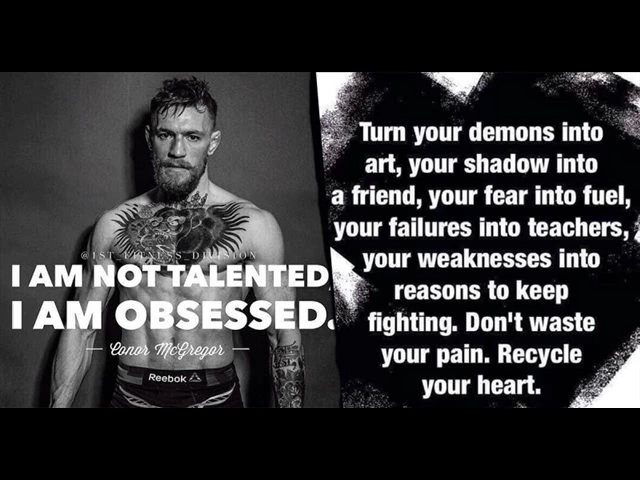 @1ST_FITNESS_DIVISION
I AM NOT TALENTED,
I AM OBSESSED.
Conor McGregor
Reebok
Turn your demons into
art, your shadow into
a friend, your fear into fuel,
your failures into teachers,
your weaknesses into
reasons to keep
fighting. Don't waste
your pain. Recycle
your heart.